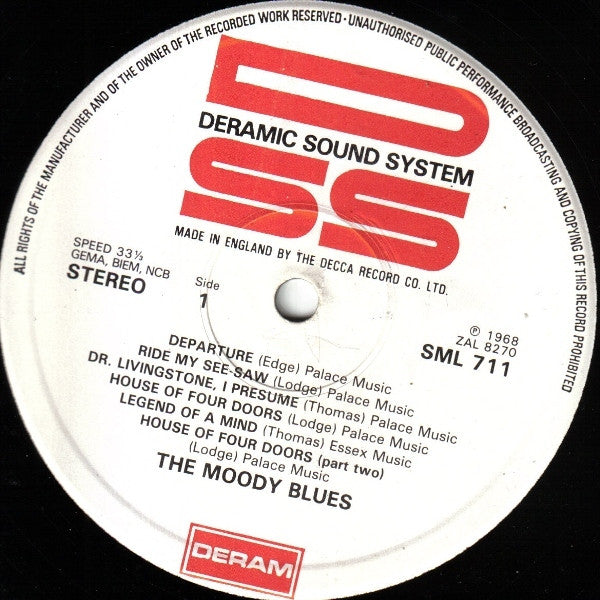 ALL RIGHTS OF THE MANUFACTURER AND OF THE OWNER OF THE RECORDED WORK RESERVED · UNAUTHORISED PUBLIC PERFORMANCE BROADCASTING AND COPYING OF THIS RECORD PROHIBITED
D
DERAMIC SOUND SYSTEM
SS
MADE IN ENGLAND BY THE DECCA RECORD CO. LTD.
SPEED 33⅓
GEMA, BIEM, NCB
STEREO
Side
1
℗ 1968
ZAL 8270
SML 711
DEPARTURE (Edge) Palace Music
RIDE MY SEE-SAW (Lodge) Palace Music
DR. LIVINGSTONE, I PRESUME (Thomas) Palace Music
HOUSE OF FOUR DOORS (Lodge) Palace Music
LEGEND OF A MIND (Thomas) Essex Music
HOUSE OF FOUR DOORS (part two)
(Lodge) Palace Music
THE MOODY BLUES
DERAM